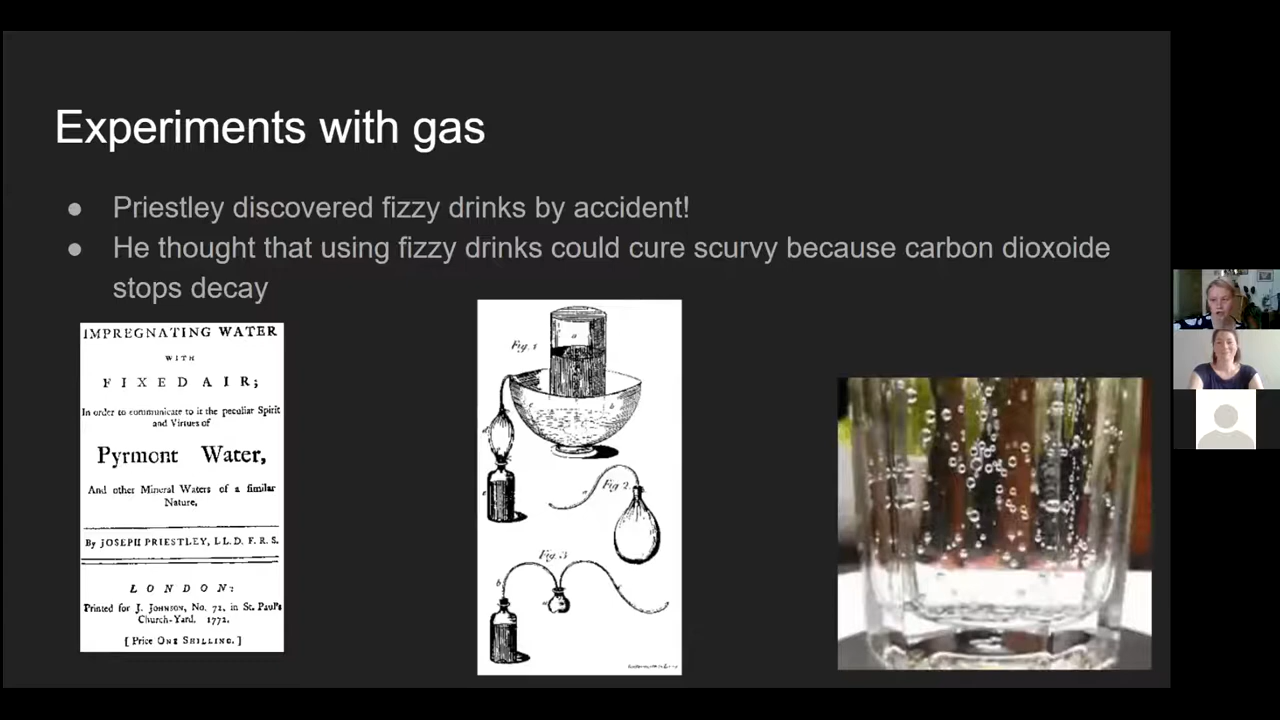 Experiments with gas
● Priestley discovered fizzy drinks by accident!
● He thought that using fizzy drinks could cure scurvy because carbon dioxoide
stops decay
IMPREGNATING WATER
WITH
FIXED AIR;
In order to communicate to it the peculiar Spirit
and Virtues of
Pyrmont Water,
And other Mineral Waters of a similar
Nature,
By JOSEPH PRIESTLEY, LL.D. F.R.S.
LONDON:
Printed for J. JOHNSON, No. 72, in St. Paul's
Church-Yard. 1772.
[ Price ONE SHILLING. ]
Fig. 1
a
Fig 2
Fig. 3